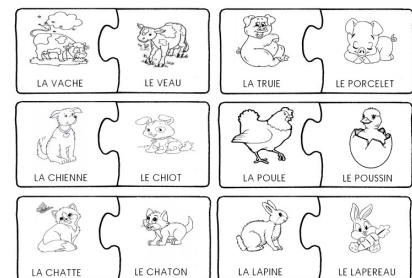 LA VACHE LE VEAU LA TRUIE LE PORCELET
LA CHIENNE LE CHIOT LA POULE LE POUSSIN
LA CHATTE LE CHATON LA LAPINE LE LAPEREAU